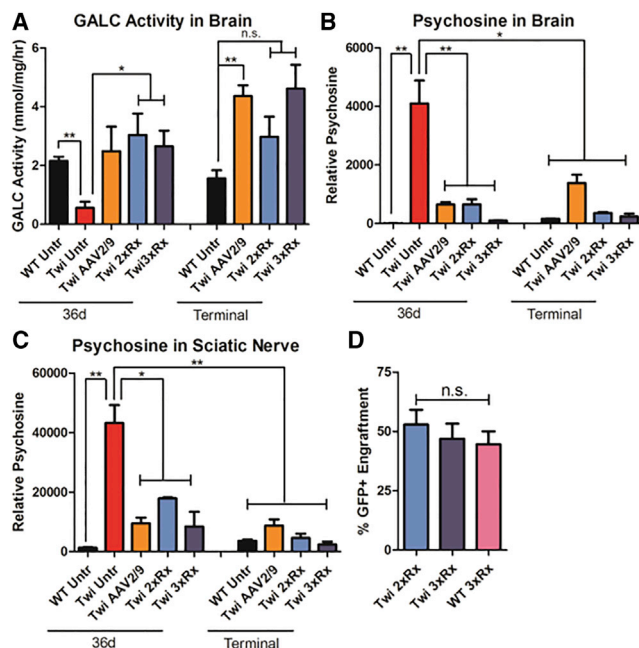 A
GALC Activity in Brain
GALC Activity (mmol/mg/hr)
6
4
2
0
**
*
n.s.
**
WT Untr
Twi Untr
Twi AAV2/9
Twi 2xRx
Twi3xRx
WT Untr
Twi AAV2/9
Twi 2xRx
Twi 3xRx
36d
Terminal
B
Psychosine in Brain
Relative Psychosine
6000
4000
2000
0
**
**
*
WT Untr
Twi Untr
Twi AAV2/9
Twi 2xRx
Twi 3xRx
WT Untr
Twi AAV2/9
Twi 2xRx
Twi 3xRx
36d
Terminal
C
Psychosine in Sciatic Nerve
Relative Psychosine
60000
40000
20000
0
**
*
**
WT Untr
Twi Untr
Twi AAV2/9
Twi 2xRx
Twi 3xRx
WT Untr
Twi AAV2/9
Twi 2xRx
Twi 3xRx
36d
Terminal
D
% GFP+ Engraftment
75
50
25
0
n.s.
Twi 2xRx
Twi 3xRx
WT 3xRx